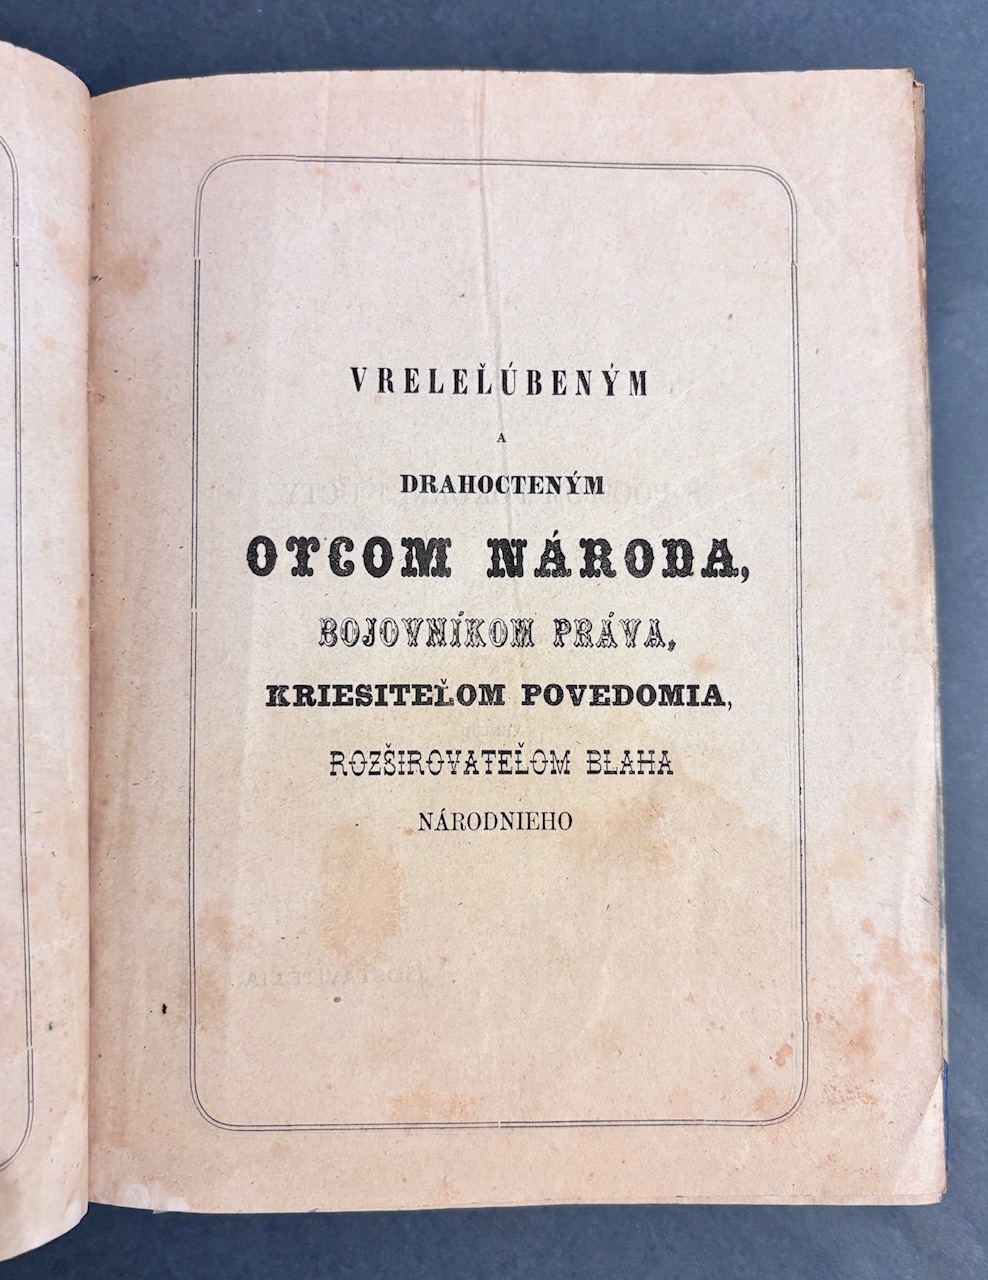 VRELEĽÚBENÝM
A
DRAHOCTENÝM
OTCOM NÁRODA,
BOJOVNÍKOM PRÁVA,
KRIESITEĽOM POVEDOMIA,
ROZŠIROVATEĽOM BLAHA
NÁRODNIEHO